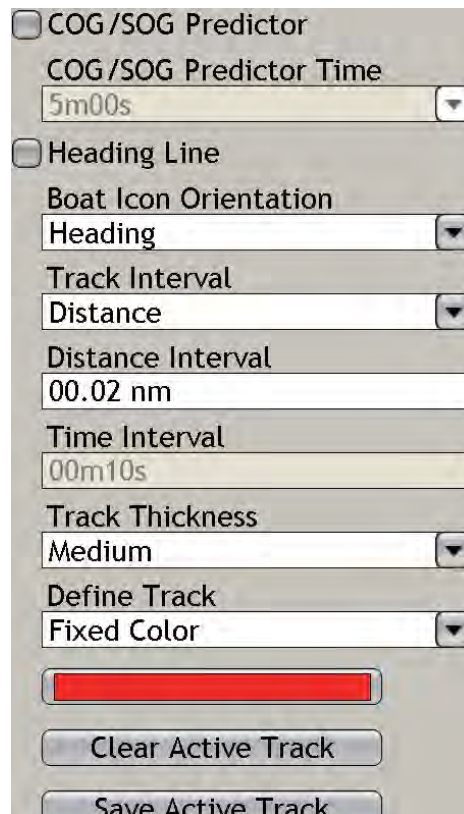 COG/SOG Predictor
COG/SOG Predictor Time
5m00s
Heading Line
Boat Icon Orientation
Heading
Track Interval
Distance
Distance Interval
00.02 nm
Time Interval
00m10s
Track Thickness
Medium
Define Track
Fixed Color
Clear Active Track
Save Active Track